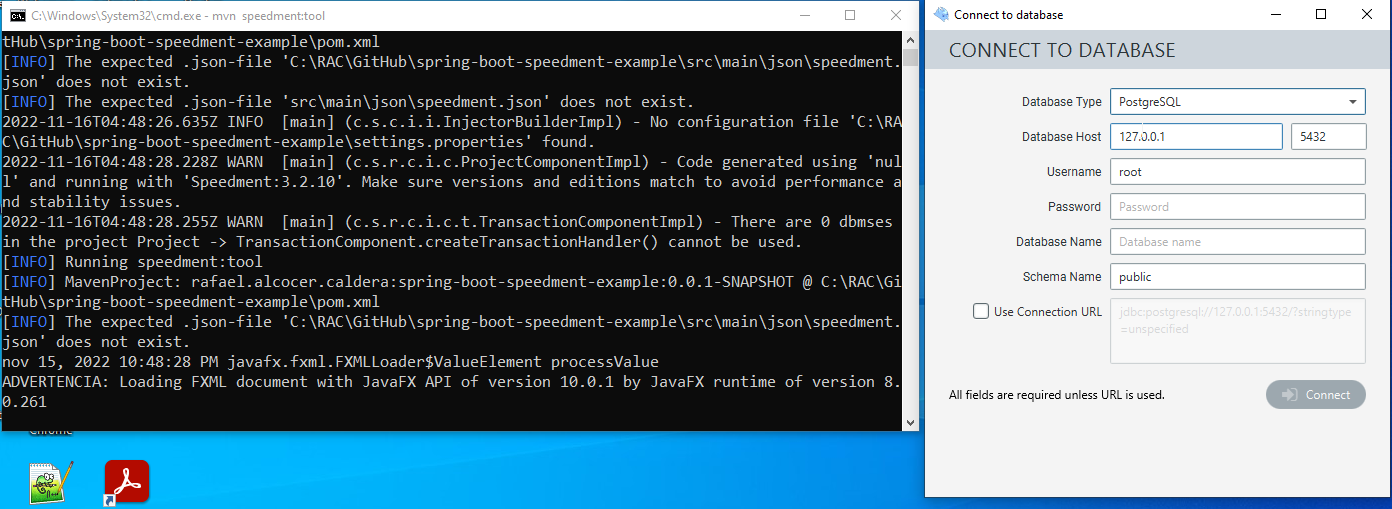 C:\Windows\System32\cmd.exe - mvn  speedment:tool
tHub\spring-boot-speedment-example\pom.xml
[INFO] The expected .json-file 'C:\RAC\GitHub\spring-boot-speedment-example\src\main\json\speedment.
json' does not exist.
[INFO] The expected .json-file 'src\main\json\speedment.json' does not exist.
2022-11-16T04:48:26.635Z INFO  [main] (c.s.c.i.i.InjectorBuilderImpl) - No configuration file 'C:\RA
C\GitHub\spring-boot-speedment-example\settings.properties' found.
2022-11-16T04:48:28.228Z WARN  [main] (c.s.r.c.i.c.ProjectComponentImpl) - Code generated using 'nul
l' and running with 'Speedment:3.2.10'. Make sure versions and editions match to avoid performance a
nd stability issues.
2022-11-16T04:48:28.255Z WARN  [main] (c.s.r.c.i.c.t.TransactionComponentImpl) - There are 0 dbmses
in the project Project -> TransactionComponent.createTransactionHandler() cannot be used.
[INFO] Running speedment:tool
[INFO] MavenProject: rafael.alcocer.caldera:spring-boot-speedment-example:0.0.1-SNAPSHOT @ C:\RAC\Gi
tHub\spring-boot-speedment-example\pom.xml
[INFO] The expected .json-file 'C:\RAC\GitHub\spring-boot-speedment-example\src\main\json\speedment.
json' does not exist.
nov 15, 2022 10:48:28 PM javafx.fxml.FXMLLoader$ValueElement processValue
ADVERTENCIA: Loading FXML document with JavaFX API of version 10.0.1 by JavaFX runtime of version 8.
0.261
Chrome
Connect to database
CONNECT TO DATABASE
Database Type PostgreSQL
Database Host 127.0.0.1 5432
Username root
Password Password
Database Name Database name
Schema Name public
Use Connection URL jdbc:postgresql://127.0.0.1:5432/?stringtype
=unspecified
All fields are required unless URL is used. Connect